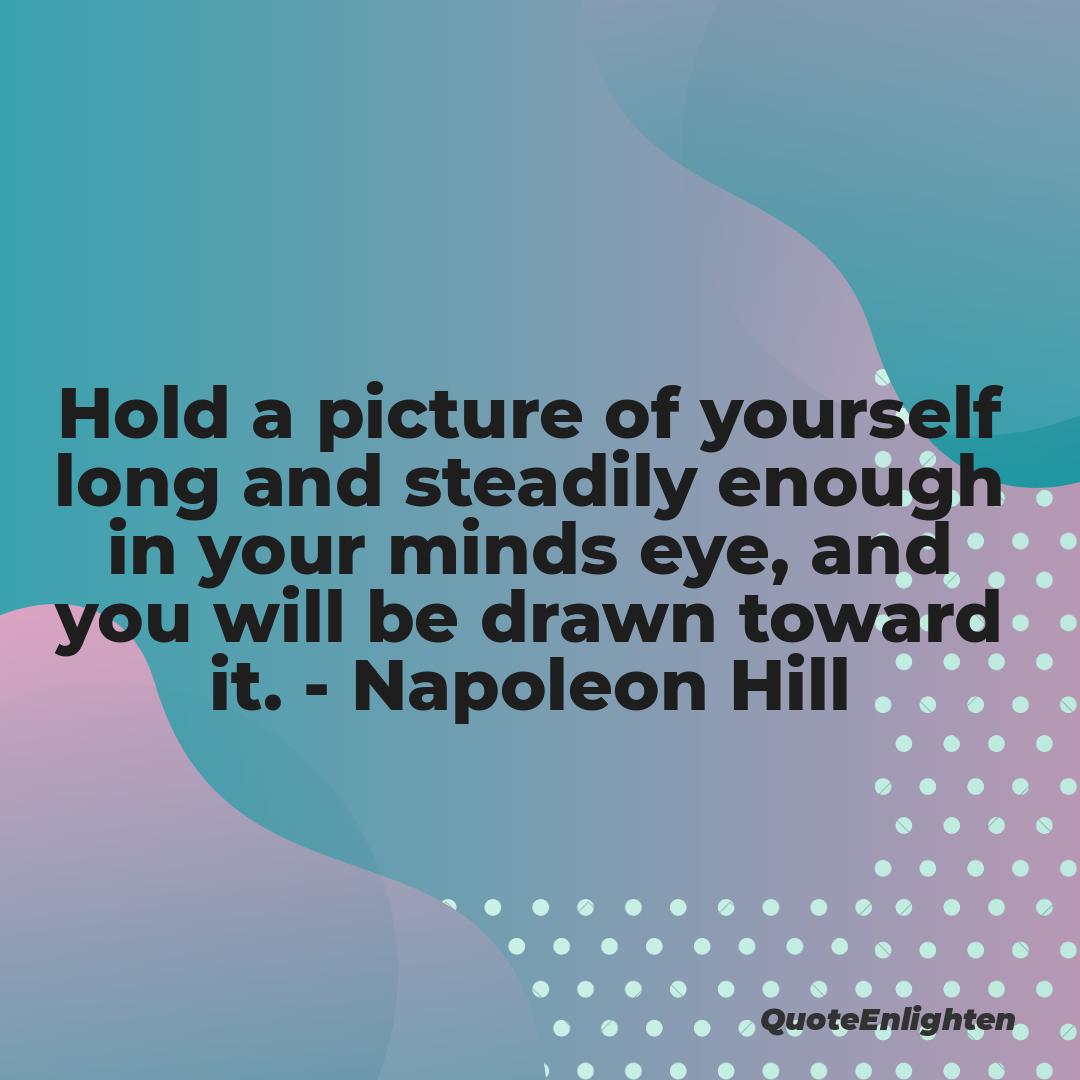 Hold a picture of yourself
long and steadily enough
in your minds eye, and
you will be drawn toward
it. - Napoleon Hill
QuoteEnlighten